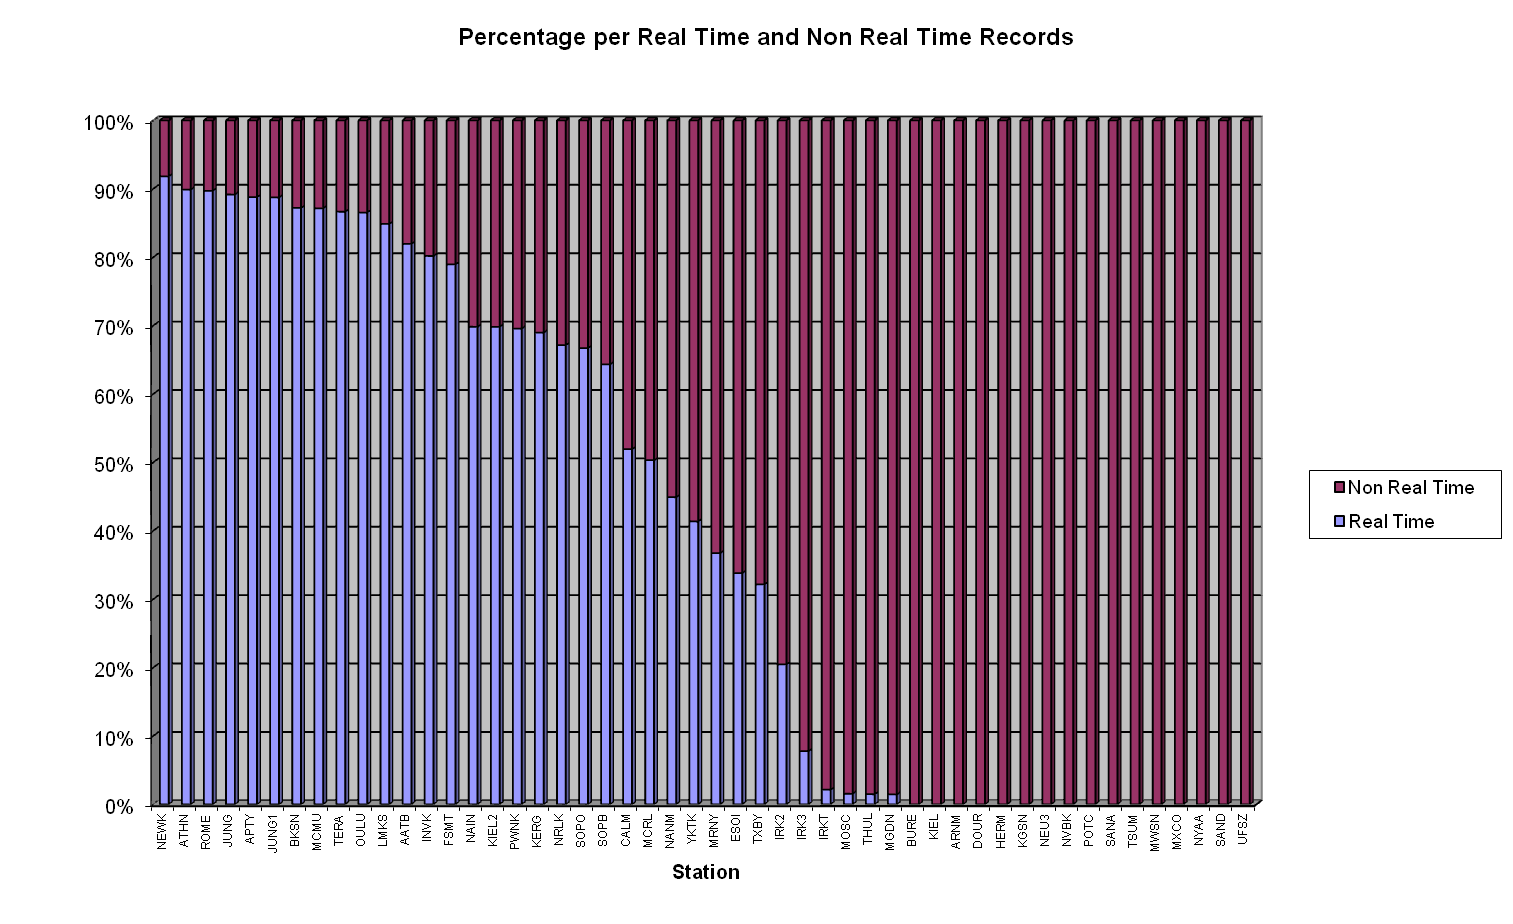 Percentage per Real Time and Non Real Time Records
100%
90%
80%
70%
60%
50%
40%
30%
20%
10%
0%
NEWK
ATHN
ROME
JUNG
APTY
JUNG1
BKSN
MCMU
TERA
OULU
LMKS
AATB
INVK
FSMT
NAIN
KIEL2
PWNK
KERG
NRLK
SOPO
SOPB
CALM
MCRL
NANM
YKTK
MRNY
ESOI
TXBY
IRK2
IRK3
IRKT
MOSC
THUL
MGDN
BURE
KIEL
ARNM
DOUR
HERM
KGSN
NEU3
NVBK
POTC
SANA
TSUM
MWSN
MXCO
NYAA
SAND
UFSZ
Station
Non Real Time
Real Time